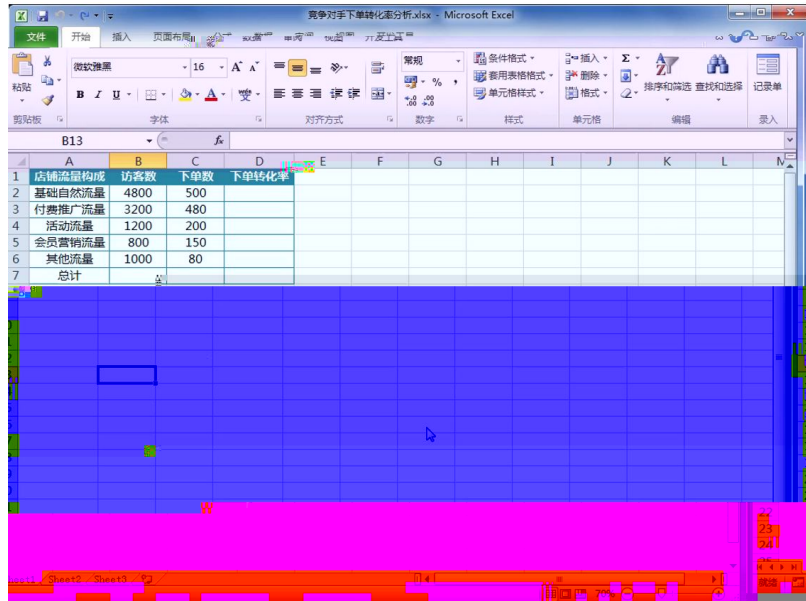 竞争对手下单转化率分析.xlsx - Microsoft Excel
文件 开始 插入 页面布局
微软雅黑 16 常规 条件格式 插入
粘贴 套用表格格式 删除 排序和筛选 查找和选择 记录单
B I U A 单元格样式 格式
剪贴板 字体 对齐方式 数字 样式 单元格 编辑 录入
B13 fx
A B C D E F G H I J K L
1 店铺流量构成 访客数 下单数 下单转化率
2 基础自然流量 4800 500
3 付费推广流量 3200 480
4 活动流量 1200 200
5 会员营销流量 800 150
6 其他流量 1000 80
7 总计
22
23
24
Sheet2 Sheet3
就绪
70%